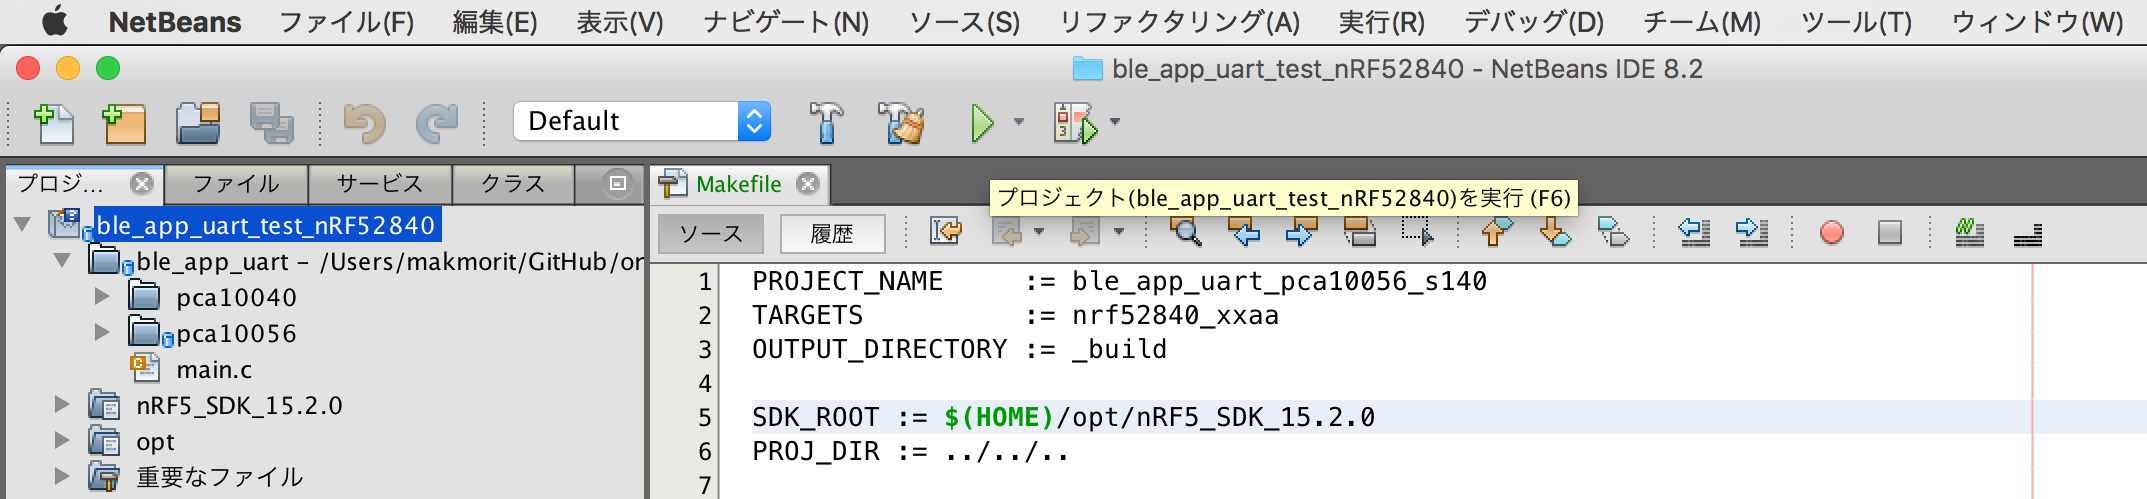 NetBeans ファイル(F) 編集(E) 表示(V) ナビゲート(N) ソース(S) リファクタリング(A) 実行(R) デバッグ(D) チーム(M) ツール(T) ウィンドウ(W)
ble_app_uart_test_nRF52840 - NetBeans IDE 8.2
Default
プロジ... ファイル サービス クラス
Makefile
プロジェクト(ble_app_uart_test_nRF52840)を実行 (F6)
ソース 履歴
ble_app_uart_test_nRF52840
ble_app_uart – /Users/makmorit/GitHub/or
pca10040
pca10056
main.c
nRF5_SDK_15.2.0
opt
重要なファイル
1 PROJECT_NAME := ble_app_uart_pca10056_s140
2 TARGETS := nrf52840_xxaa
3 OUTPUT_DIRECTORY := _build
4
5 SDK_ROOT := $(HOME)/opt/nRF5_SDK_15.2.0
6 PROJ_DIR := ../../..
7